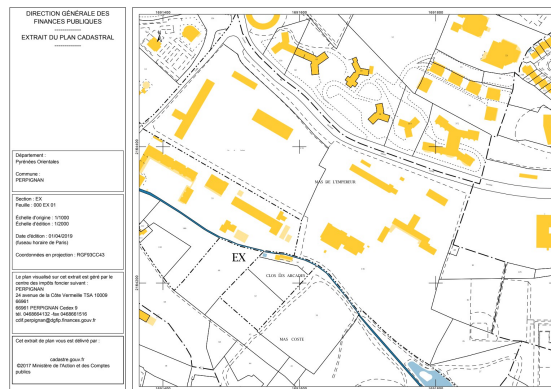 DIRECTION GÉNÉRALE DES
FINANCES PUBLIQUES
-------------------
EXTRAIT DU PLAN CADASTRAL
-------------------
Département :
Pyrénées Orientales
Commune :
PERPIGNAN
Section : EX
Feuille : 000 EX 01
Échelle d'origine : 1/1000
Échelle d'édition : 1/2000
Date d'édition : 01/04/2019
(fuseau horaire de Paris)
Coordonnées en projection : RGF93CC43
Le plan visualisé sur cet extrait est géré par le
centre des impôts foncier suivant :
PERPIGNAN
24 avenue de la Côte Vermeille TSA 10009
66961
66961 PERPIGNAN Cedex 9
tél. 0468664132 -fax 0468661516
cdif.perpignan@dgfip.finances.gouv.fr
Cet extrait de plan vous est délivré par :
cadastre.gouv.fr
©2017 Ministère de l'Action et des Comptes
publics
MAS DE L'EMPEREUR
EX
CLOS DES ARCADES
MAS COSTE